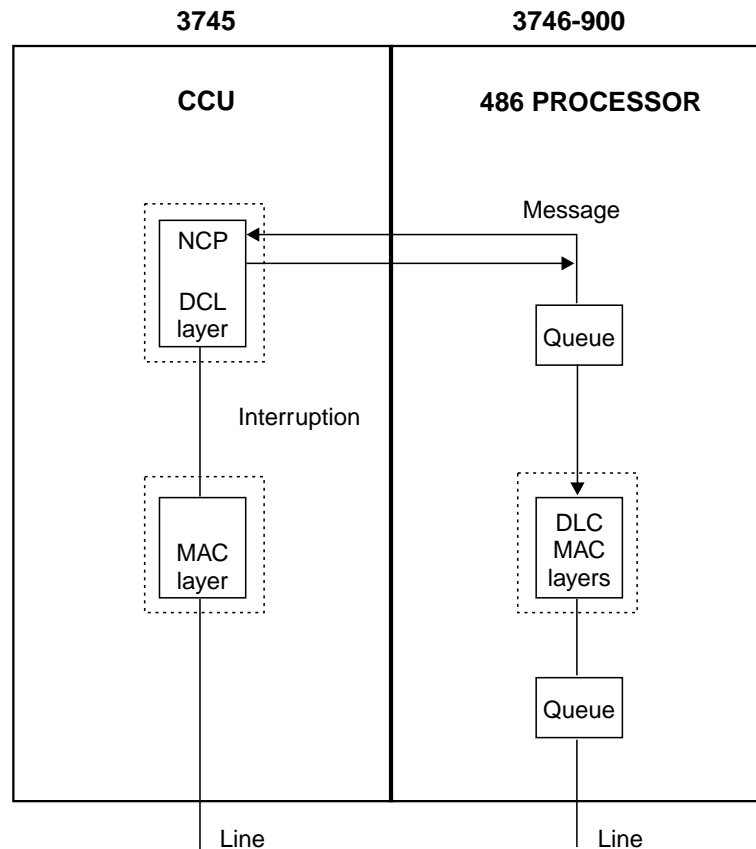 3745
3746-900
CCU
486 PROCESSOR
Message
NCP
DCL
layer
Queue
Interruption
MAC
layer
DLC
MAC
layers
Queue
Line
Line